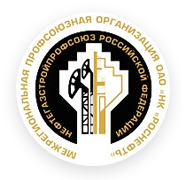 МЕЖРЕГИОНАЛЬНАЯ ПРОФСОЮЗНАЯ ОРГАНИЗАЦИЯ ОАО «НК «РОСНЕФТЬ»
НЕФТЕГАЗСТРОЙПРОФСОЮЗ РОССИЙСКОЙ ФЕДЕРАЦИИ